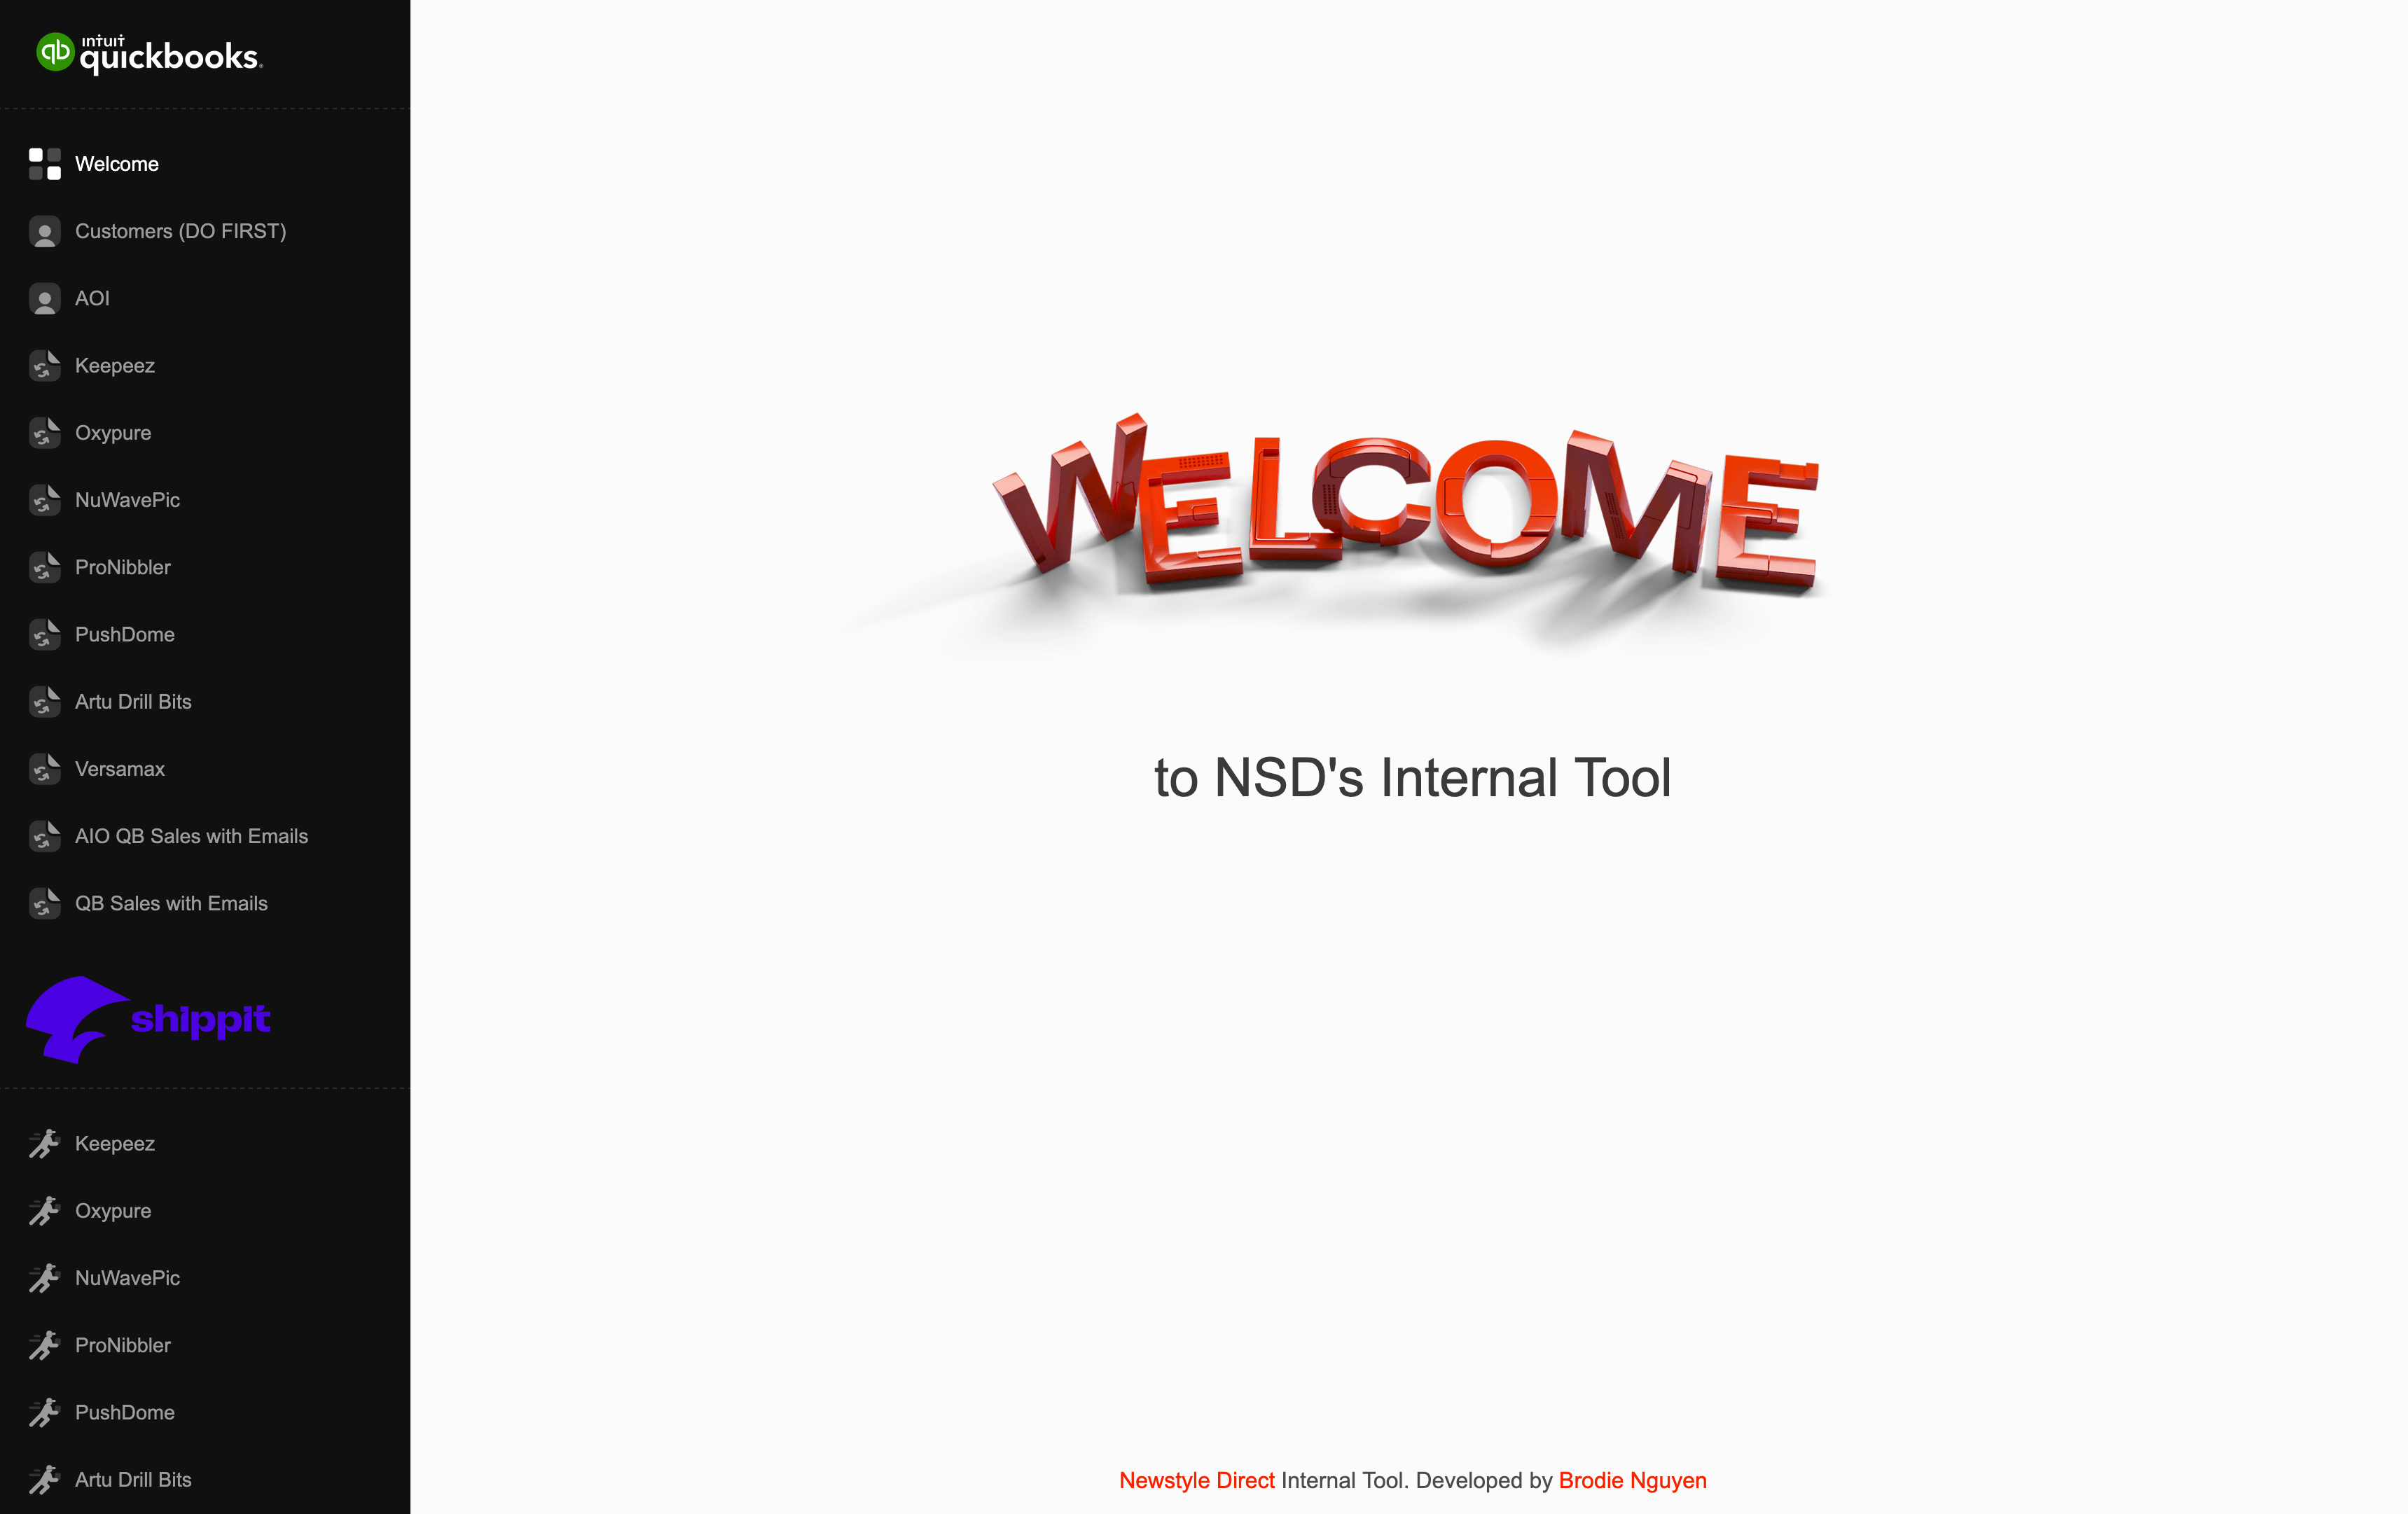 intuit
quickbooks.
Welcome
Customers (DO FIRST)
AOI
Keepeez
Oxypure
NuWavePic
ProNibbler
PushDome
Artu Drill Bits
Versamax
AIO QB Sales with Emails
QB Sales with Emails
shippit
Keepeez
Oxypure
NuWavePic
ProNibbler
PushDome
Artu Drill Bits
WELCOME
to NSD's Internal Tool
Newstyle Direct Internal Tool. Developed by Brodie Nguyen